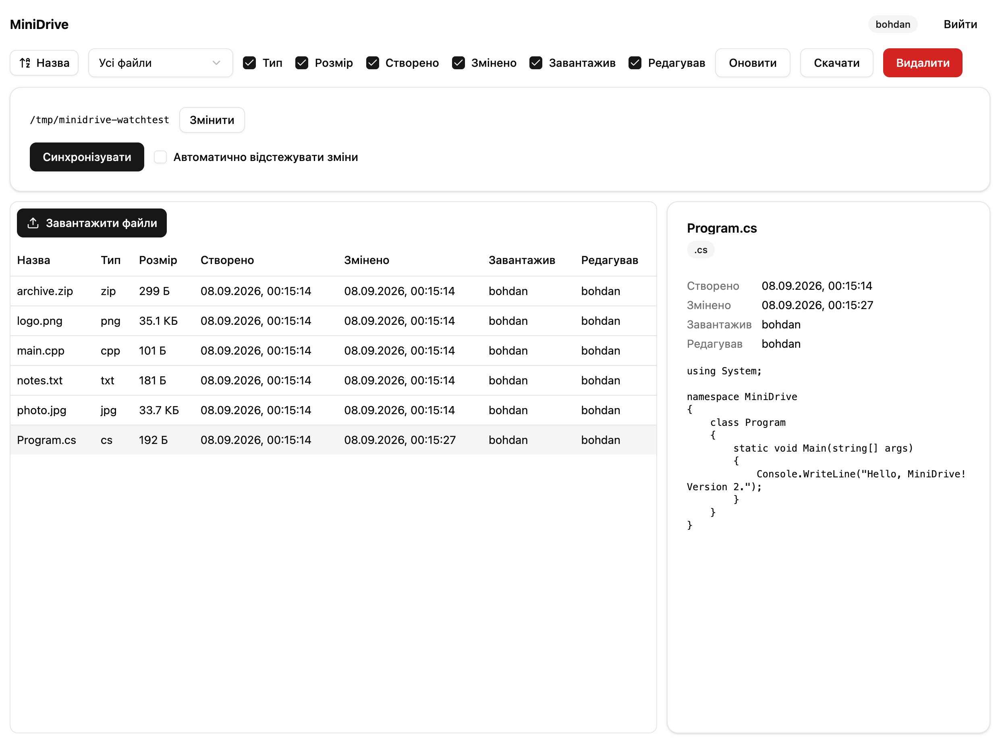 MiniDrive bohdan Вийти
Назва Усі файли Тип Розмір Створено Змінено Завантажив Редагував Оновити Скачати Видалити
/tmp/minidrive-watchtest Змінити
Синхронізувати Автоматично відстежувати зміни
Завантажити файли
Назва Тип Розмір Створено Змінено Завантажив Редагував
archive.zip zip 299 Б 08.09.2026, 00:15:14 08.09.2026, 00:15:14 bohdan bohdan
logo.png png 35.1 КБ 08.09.2026, 00:15:14 08.09.2026, 00:15:14 bohdan bohdan
main.cpp cpp 101 Б 08.09.2026, 00:15:14 08.09.2026, 00:15:14 bohdan bohdan
notes.txt txt 181 Б 08.09.2026, 00:15:14 08.09.2026, 00:15:14 bohdan bohdan
photo.jpg jpg 33.7 КБ 08.09.2026, 00:15:14 08.09.2026, 00:15:14 bohdan bohdan
Program.cs cs 192 Б 08.09.2026, 00:15:14 08.09.2026, 00:15:27 bohdan bohdan
Program.cs
.cs
Створено 08.09.2026, 00:15:14
Змінено 08.09.2026, 00:15:27
Завантажив bohdan
Редагував bohdan
using System;
namespace MiniDrive
{
    class Program
    {
        static void Main(string[] args)
        {
            Console.WriteLine("Hello, MiniDrive!
Version 2.");
        }
    }
}